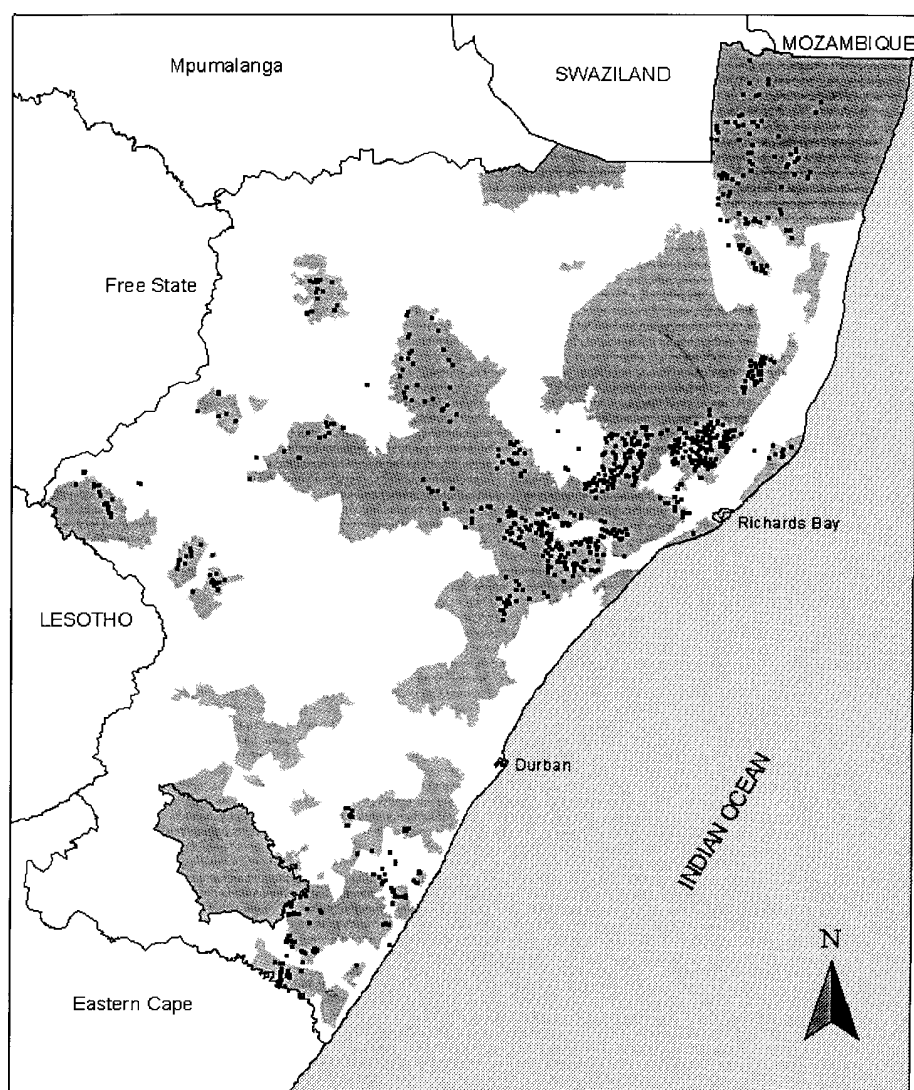 MOZAMBIQUE
Mpumalanga
SWAZILAND
Free State
Richards Bay
LESOTHO
Durban
INDIAN OCEAN
N
Eastern Cape